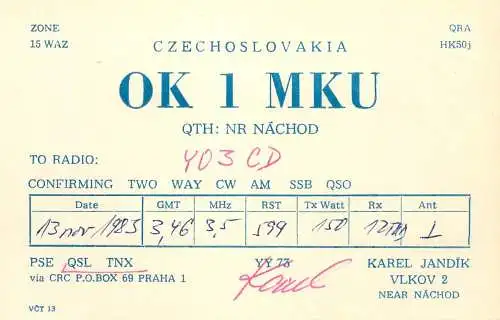 ZONE QRA
15 WAZ CZECHOSLOVAKIA HK50j
OK 1 MKU
QTH: NR NÁCHOD
TO RADIO: YO3CD
CONFIRMING TWO WAY CW AM SSB QSO
Date GMT MHz RST Tx Watt Rx Ant
13 nov 1983 3,46 3,5 599 150
PSE QSL TNX KAREL JANDÍK
via CRC P.O.BOX 69 PRAHA 1 Karel VLKOV 2
NEAR NÁCHOD
VČT 13